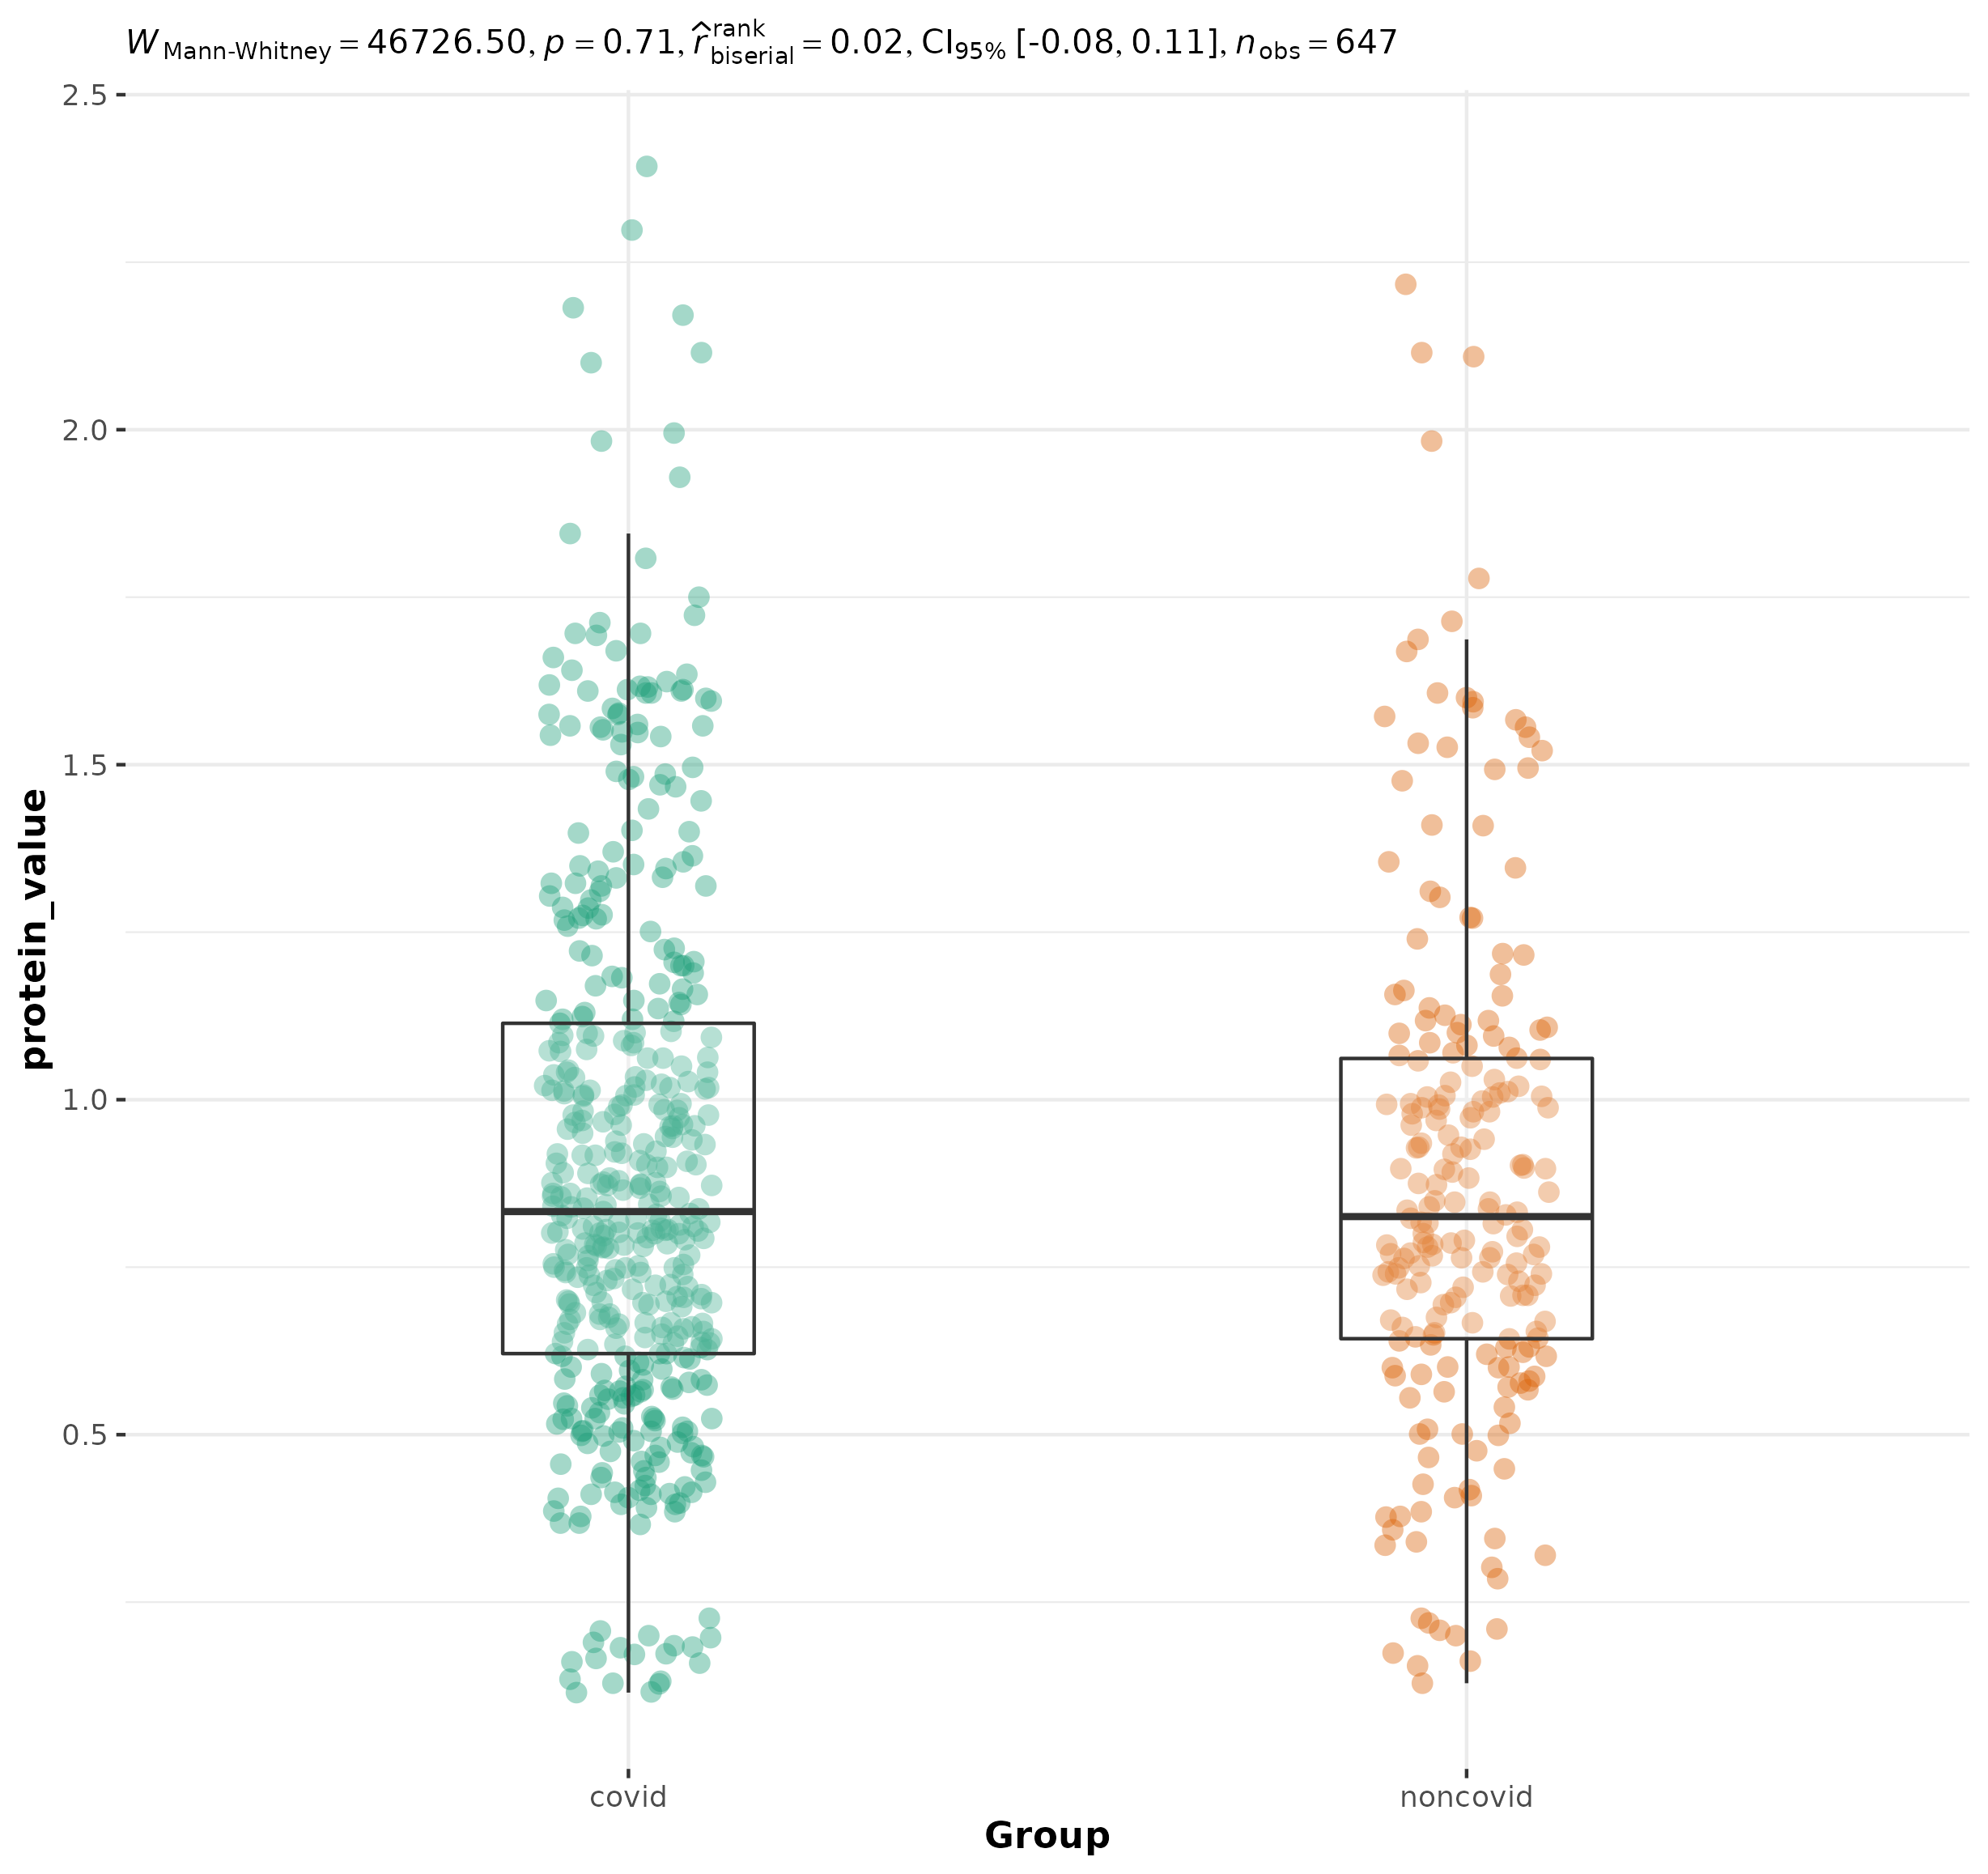 W Mann-Whitney = 46726.50, p = 0.71, r̂ rank biserial = 0.02, CI95% [-0.08, 0.11], nobs = 647
2.5
2.0
1.5
1.0
0.5
protein_value
covid
noncovid
Group